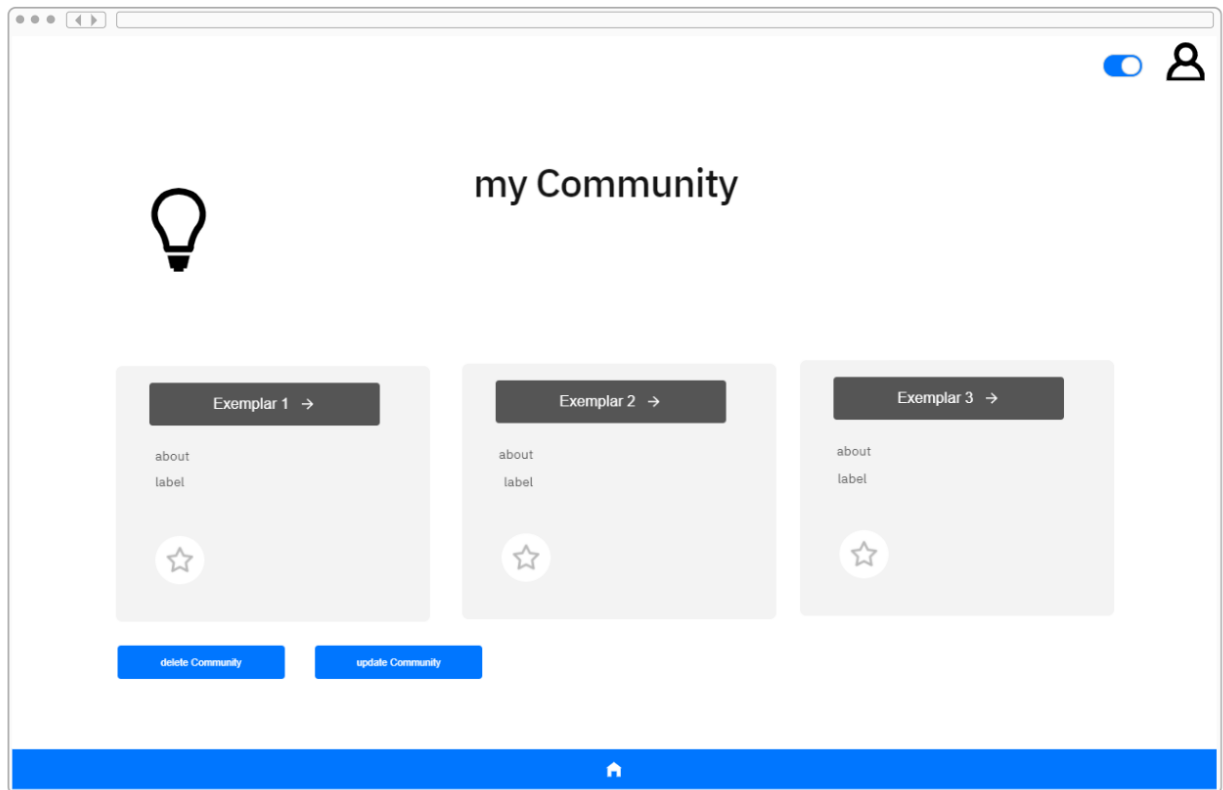 my Community
Exemplar 1 →
about
label
Exemplar 2 →
about
label
Exemplar 3 →
about
label
delete Community
update Community